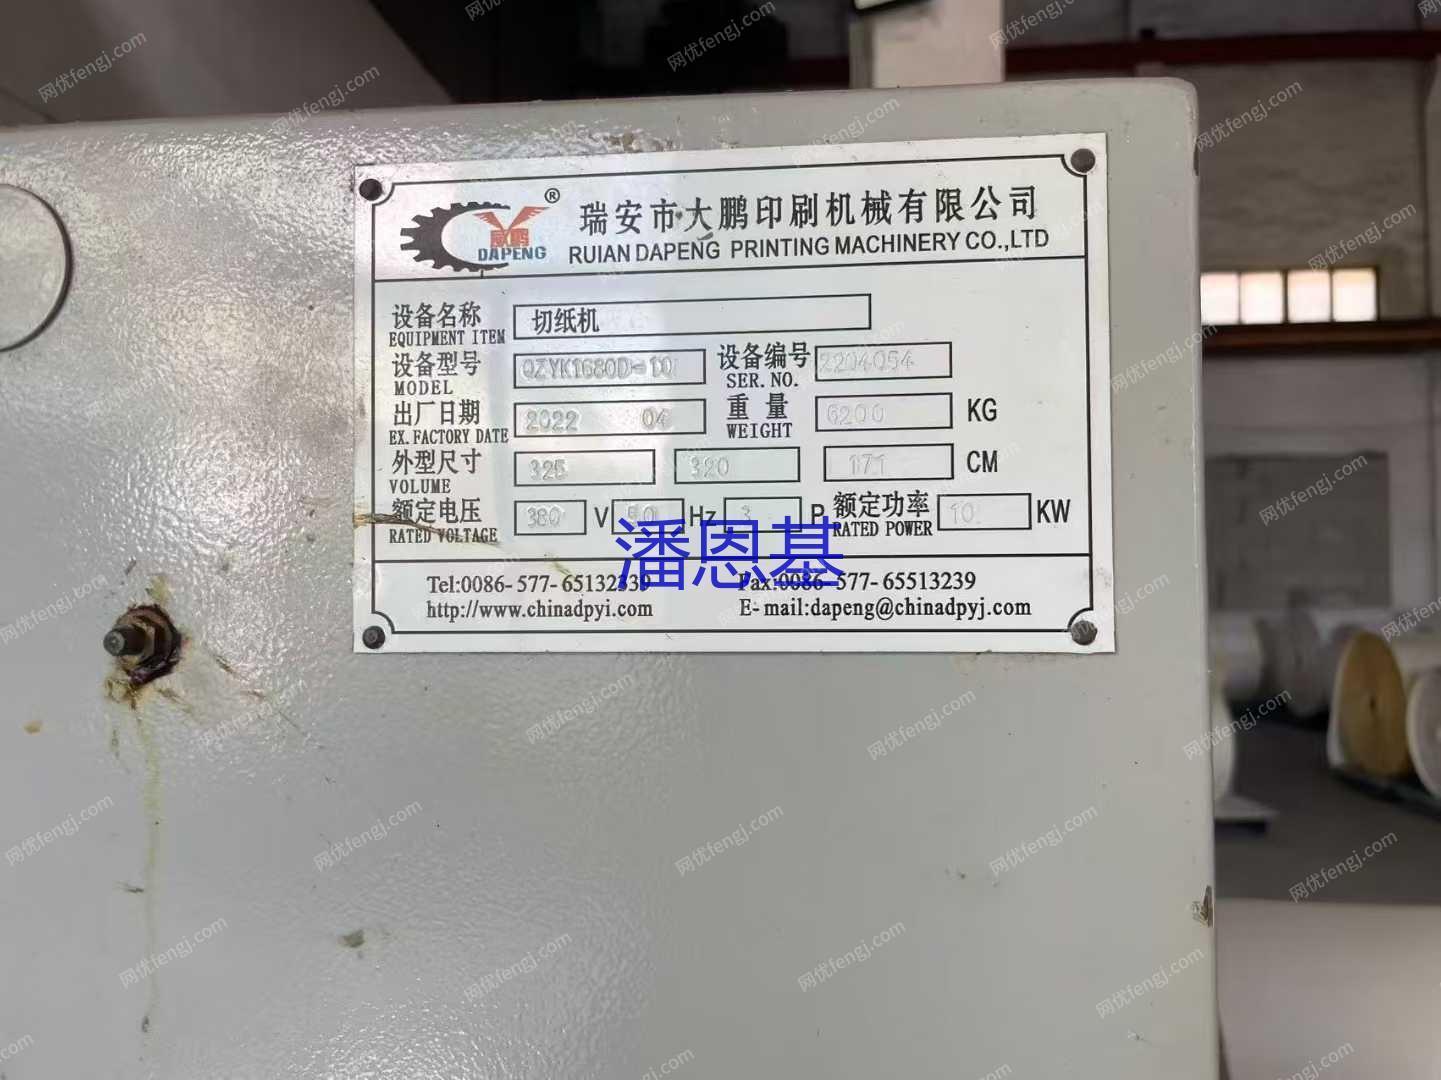 威鹏
DAPENG ®
瑞安市大鹏印刷机械有限公司
RUIAN DAPENG PRINTING MACHINERY CO.,LTD
设备名称 切纸机
EQUIPMENT ITEM
设备型号 QZYK1680D-10 设备编号 2204054
MODEL SER.NO.
出厂日期 2022 04 重量 6200 KG
EX.FACTORY DATE WEIGHT
外型尺寸 325 320 171 CM
VOLUME
额定电压 380 V 50 Hz 3 P 额定功率 10 KW
RATED VOLTAGE RATED POWER
潘恩基
Tel:0086-577-65132339 Fax:0086-577-65513239
http://www.chinadpyj.com E-mail:dapeng@chinadpyj.com
网优fengj.com